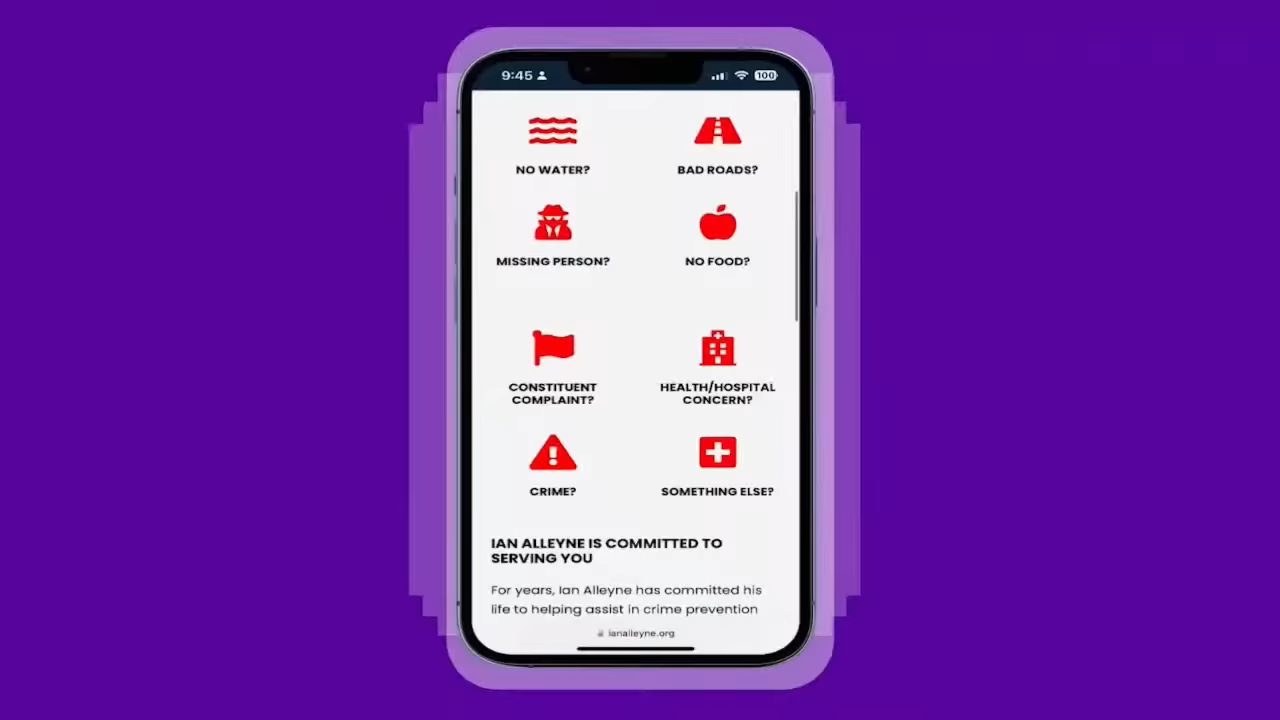 9:45
100
NO WATER?
BAD ROADS?
MISSING PERSON?
NO FOOD?
CONSTITUENT
COMPLAINT?
HEALTH/HOSPITAL
CONCERN?
CRIME?
SOMETHING ELSE?
IAN ALLEYNE IS COMMITTED TO
SERVING YOU
For years, Ian Alleyne has committed his
life to helping assist in crime prevention
ianalleyne.org